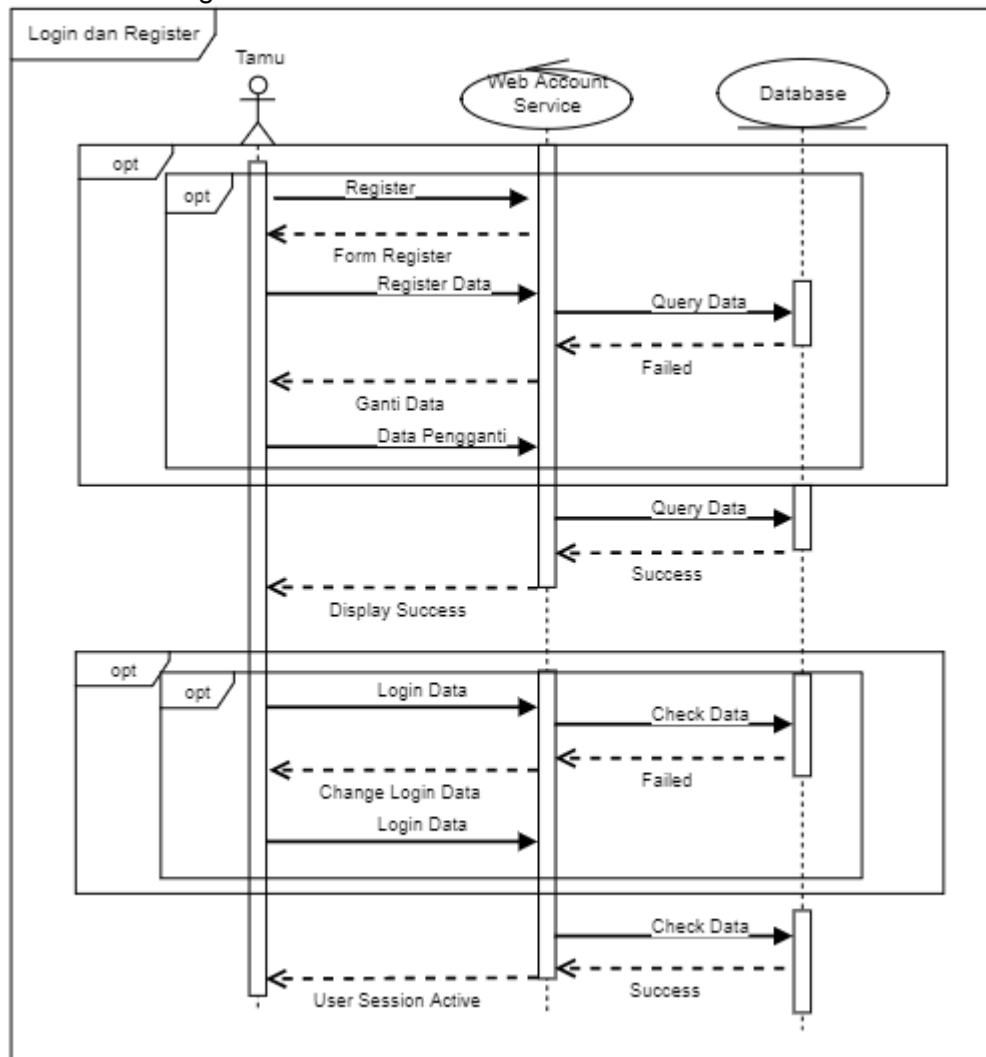 Login dan Register
Tamu
Web Account
Service
Database
opt
opt
Register
Form Register
Register Data
Query Data
Failed
Ganti Data
Data Pengganti
Query Data
Success
Display Success
opt
opt
Login Data
Check Data
Failed
Change Login Data
Login Data
Check Data
Success
User Session Active